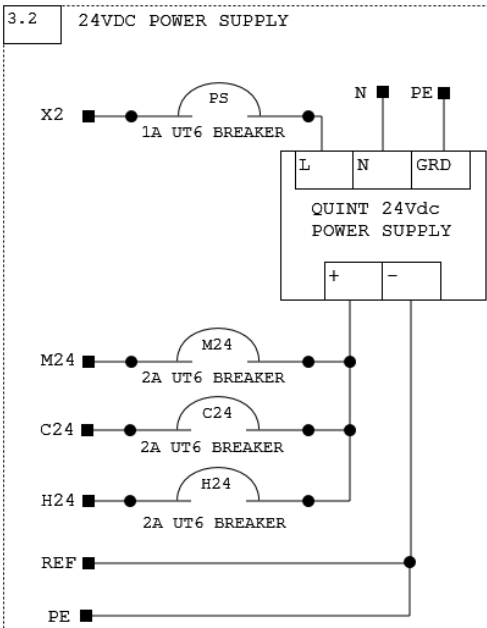 3.2 24VDC POWER SUPPLY
N PE
PS
X2
1A UT6 BREAKER
L N GRD
QUINT 24Vdc
POWER SUPPLY
+ -
M24
M24
2A UT6 BREAKER
C24
C24
2A UT6 BREAKER
H24
H24
2A UT6 BREAKER
REF
PE